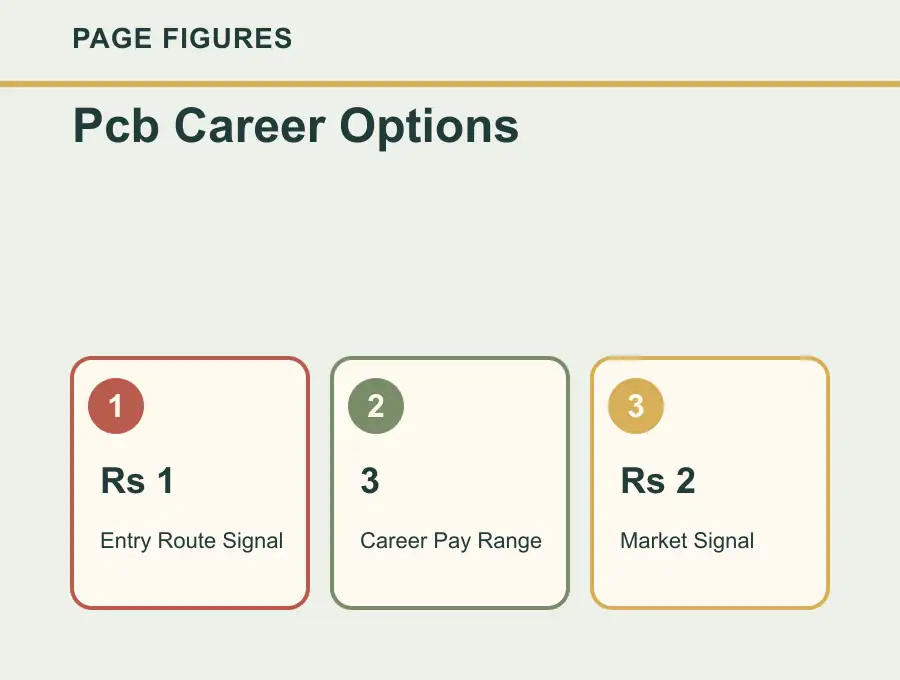 PAGE FIGURES
Pcb Career Options
1
Rs 1
Entry Route Signal
2
3
Career Pay Range
3
Rs 2
Market Signal